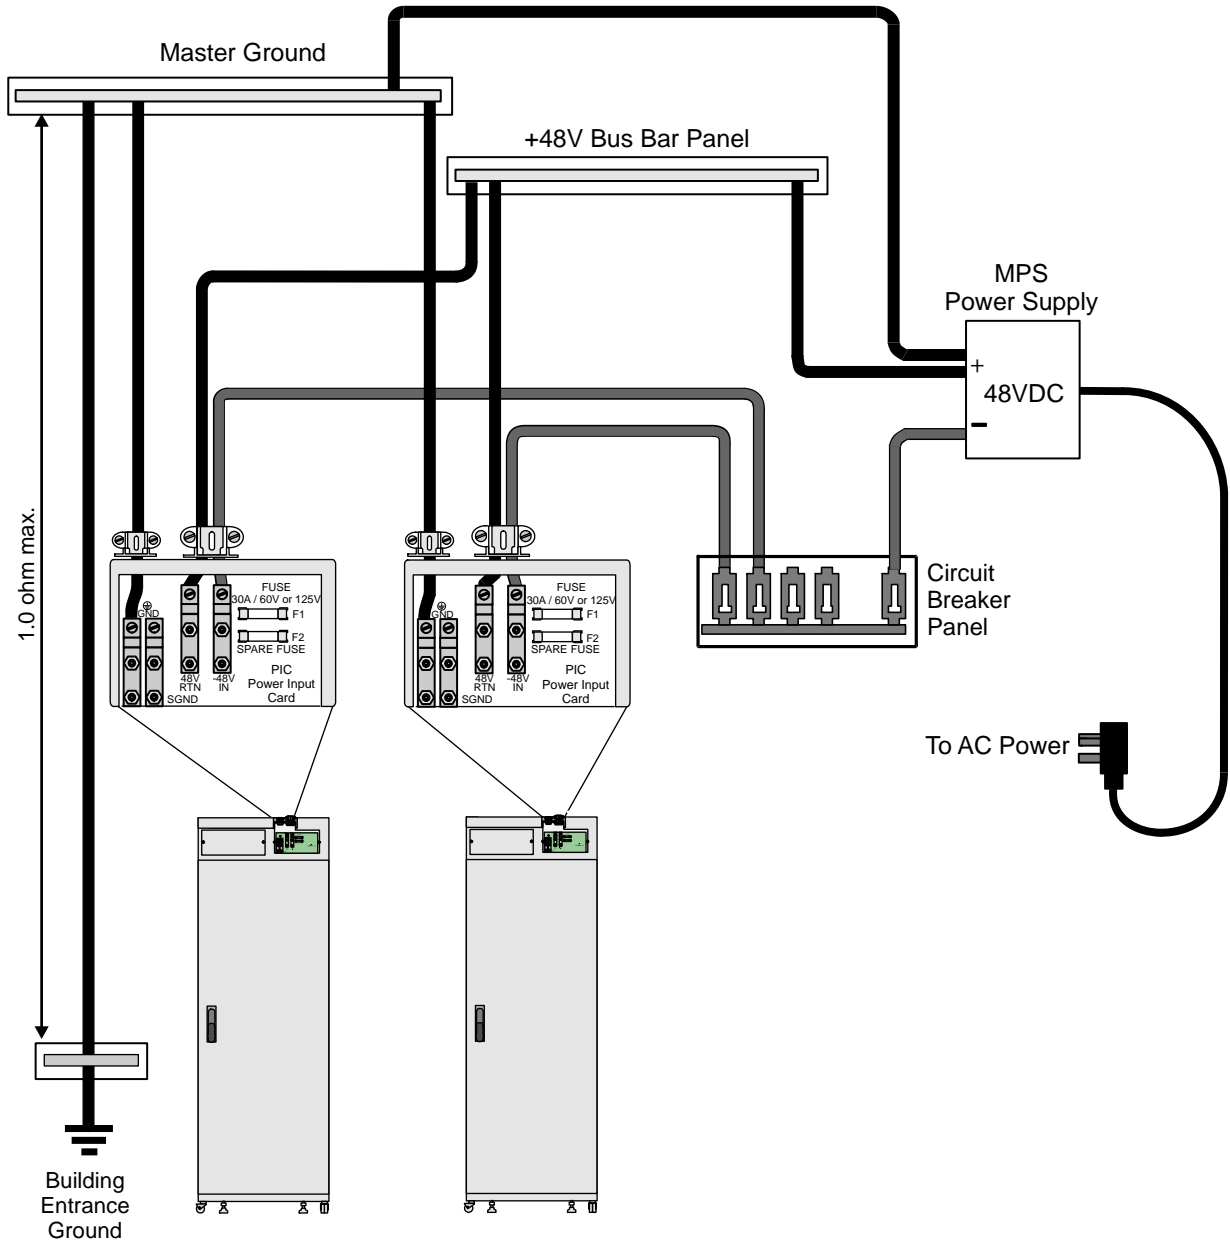 Master Ground
+48V Bus Bar Panel
MPS
Power Supply
+
48VDC
-
1.0 ohm max.
FUSE
30A / 60V or 125V
GND
F1
F2
SPARE FUSE
48V
RTN
-48V
IN
SGND
PIC
Power Input
Card
FUSE
30A / 60V or 125V
GND
F1
F2
SPARE FUSE
48V
RTN
-48V
IN
SGND
PIC
Power Input
Card
Circuit
Breaker
Panel
To AC Power
Building
Entrance
Ground